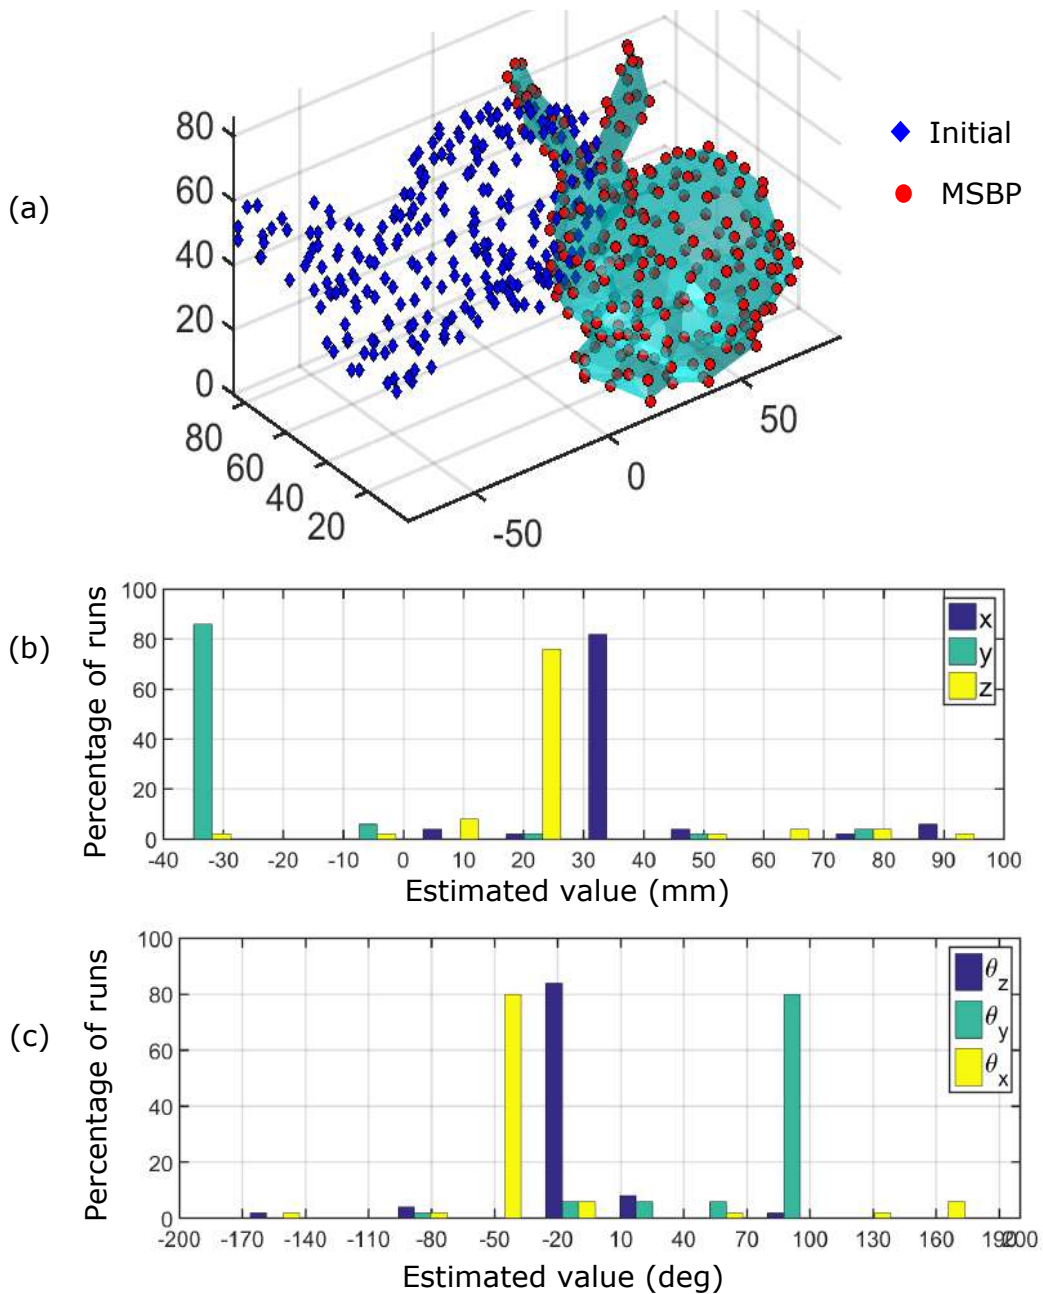 (a)
80
60
40
20
0
80
60
40
20
-50
0
50
Initial
MSBP
(b)
Percentage of runs
100
80
60
40
20
0
-40 -30 -20 -10 0 10 20 30 40 50 60 70 80 90 100
Estimated value (mm)
x
y
z
(c)
Percentage of runs
100
80
60
40
20
0
-200 -170 -140 -110 -80 -50 -20 10 40 70 100 130 160 190 200
Estimated value (deg)
θz
θy
θx